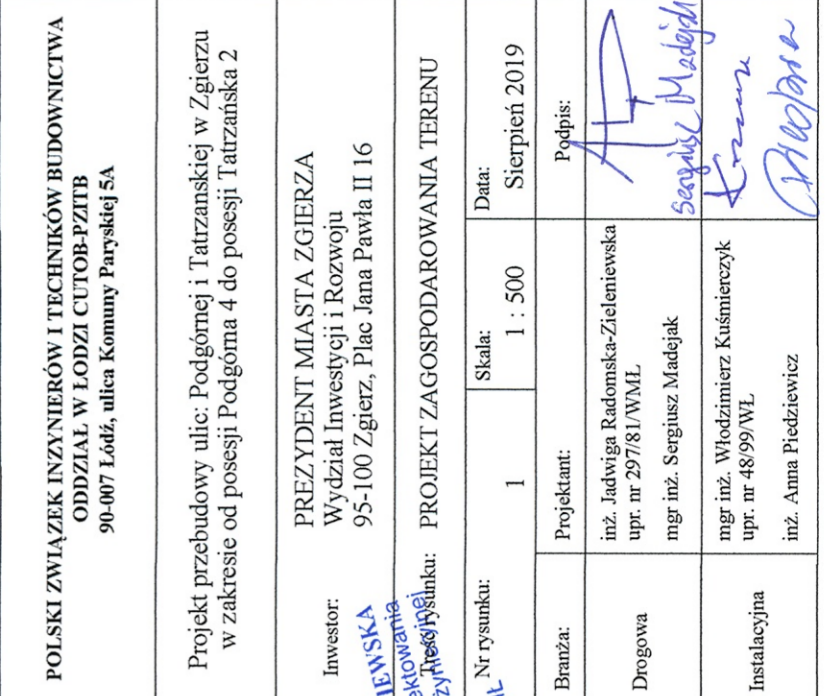 POLSKI ZWIĄZEK INŻYNIERÓW I TECHNIKÓW BUDOWNICTWA
ODDZIAŁ W ŁODZI CUTOB-PZITB
90-007 Łódź, ulica Komuny Paryskiej 5A
Projekt przebudowy ulic: Podgórnej i Tatrzanskiej w Zgierzu
w zakresie od posesji Podgórna 4 do posesji Tatrzańska 2
Inwestor: PREZYDENT MIASTA ZGIERZA
Wydział Inwestycji i Rozwoju
95-100 Zgierz, Plac Jana Pawła II 16
IEWSKA
ektowania
Treść rysunku: PROJEKT ZAGOSPODAROWANIA TERENU
Nr rysunku: 1
Skala: 1 : 500
Data: Sierpień 2019
Branża: Projektant: Podpis:
Drogowa
inż. Jadwiga Radomska-Zieleniewska
upr. nr 297/81/WMŁ
mgr inż. Sergiusz Madejak
Sergiusz Madejak
Instalacyjna
mgr inż. Włodzimierz Kuśmierczyk
upr. nr 48/99/WŁ
inż. Anna Piedziewicz